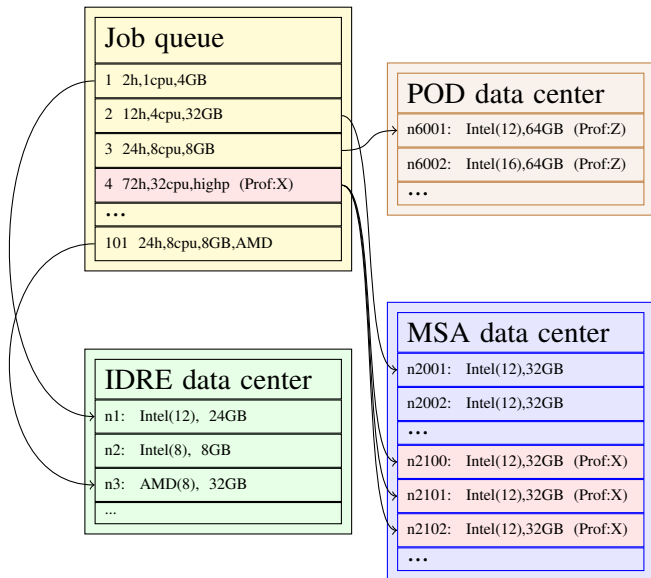 Job queue
1 2h,1cpu,4GB
2 12h,4cpu,32GB
3 24h,8cpu,8GB
4 72h,32cpu,highp (Prof:X)
...
101 24h,8cpu,8GB,AMD
POD data center
n6001: Intel(12),64GB (Prof:Z)
n6002: Intel(16),64GB (Prof:Z)
...
IDRE data center
n1: Intel(12), 24GB
n2: Intel(8), 8GB
n3: AMD(8), 32GB
...
MSA data center
n2001: Intel(12),32GB
n2002: Intel(12),32GB
...
n2100: Intel(12),32GB (Prof:X)
n2101: Intel(12),32GB (Prof:X)
n2102: Intel(12),32GB (Prof:X)
...